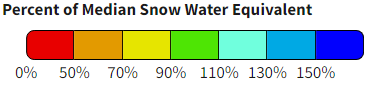 Percent of Median Snow Water Equivalent
0% 50% 70% 90% 110% 130% 150%